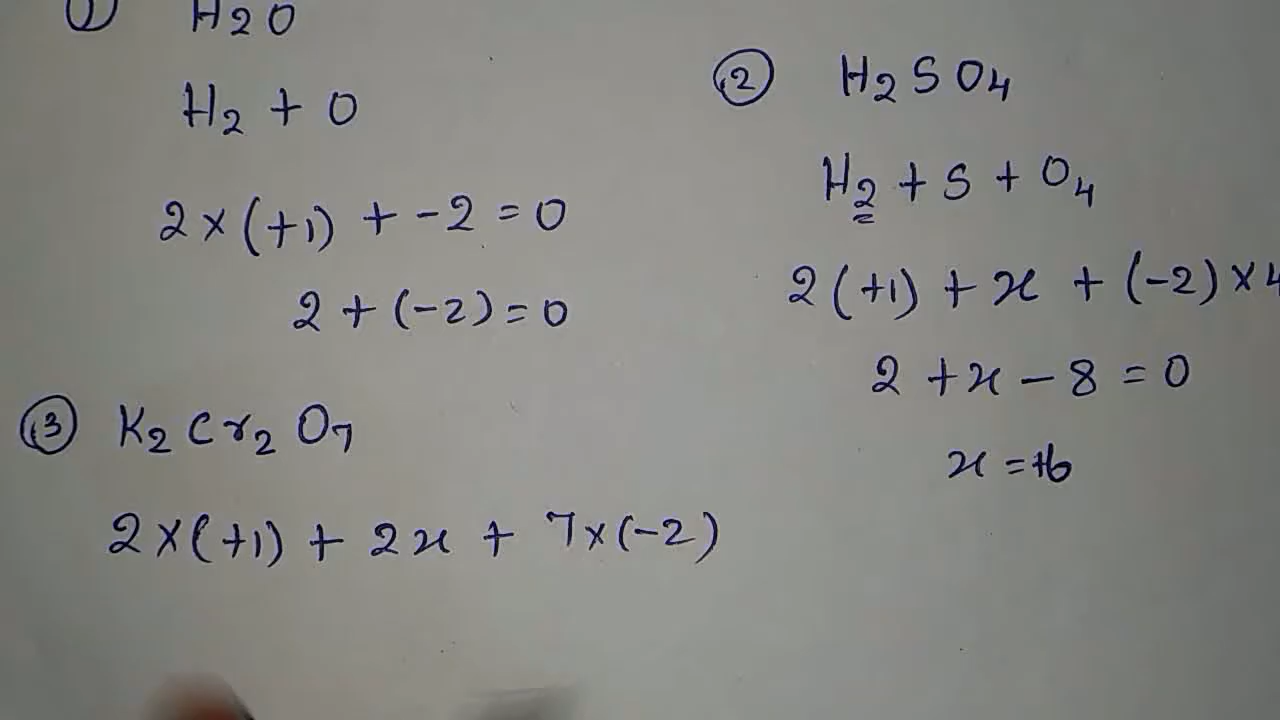 ① H2O
H2 + O
2 × (+1) + -2 = 0
2 + (-2) = 0
② H2SO4
H2 + S + O4
2 (+1) + x + (-2) × 4
2 + x - 8 = 0
x = +6
③ K2Cr2O7
2 × (+1) + 2x + 7 × (-2)